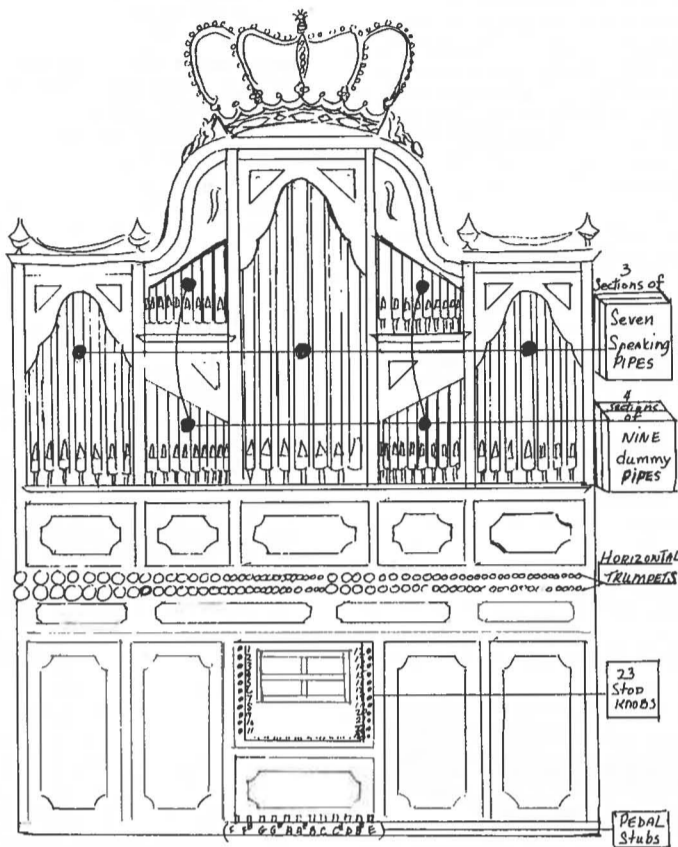 3
Sections of
Seven
Speaking
PIPES
4
Sections
of
NINE
dummy
PIPES
HORIZONTAL
TRUMPETS
23
Stop
KNOBS
PEDAL
Stubs